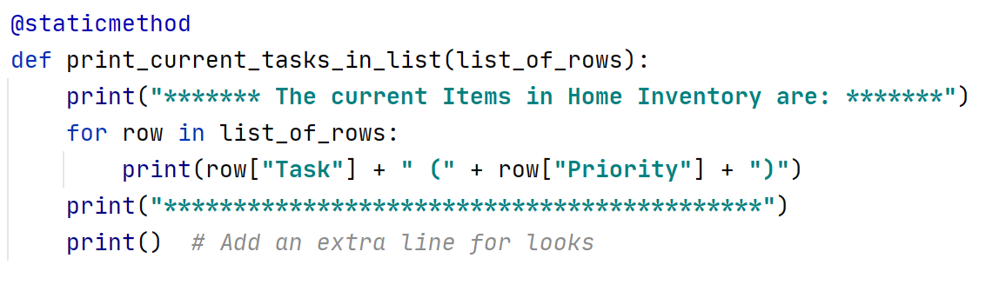 @staticmethod
def print_current_tasks_in_list(list_of_rows):
    print("******* The current Items in Home Inventory are: *******")
    for row in list_of_rows:
        print(row["Task"] + " (" + row["Priority"] + ")")
    print("*******************************************")
    print()  # Add an extra line for looks